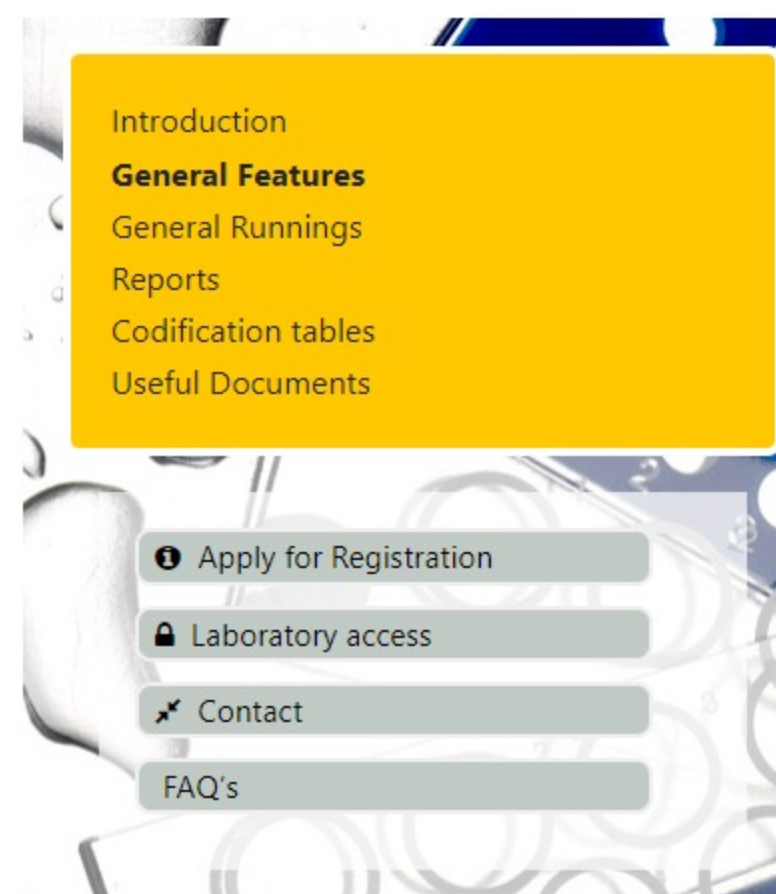 Introduction
General Features
General Runnings
Reports
Codification tables
Useful Documents
Apply for Registration
Laboratory access
Contact
FAQ's